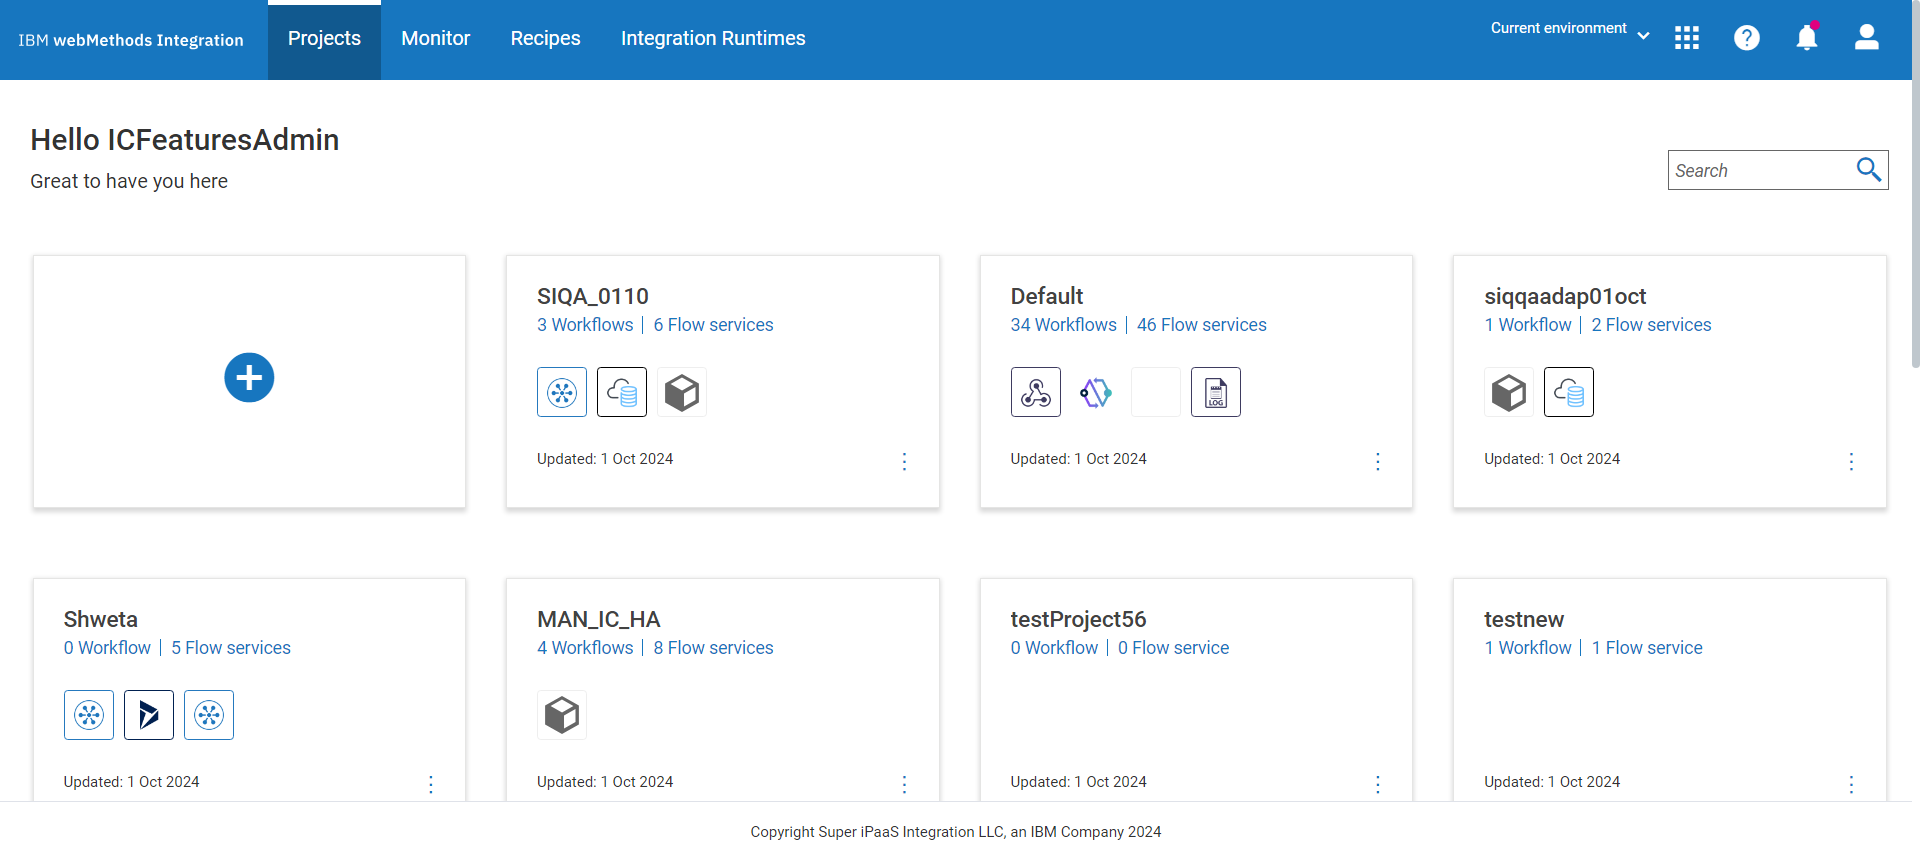 IBM webMethods Integration
Projects
Monitor
Recipes
Integration Runtimes
Current environment
Hello ICFeaturesAdmin
Great to have you here
Search
SIQA_0110
3 Workflows | 6 Flow services
Updated: 1 Oct 2024
Default
34 Workflows | 46 Flow services
LOG
Updated: 1 Oct 2024
siqqaadap01oct
1 Workflow | 2 Flow services
Updated: 1 Oct 2024
Shweta
0 Workflow | 5 Flow services
Updated: 1 Oct 2024
MAN_IC_HA
4 Workflows | 8 Flow services
Updated: 1 Oct 2024
testProject56
0 Workflow | 0 Flow service
Updated: 1 Oct 2024
testnew
1 Workflow | 1 Flow service
Updated: 1 Oct 2024
Copyright Super iPaaS Integration LLC, an IBM Company 2024